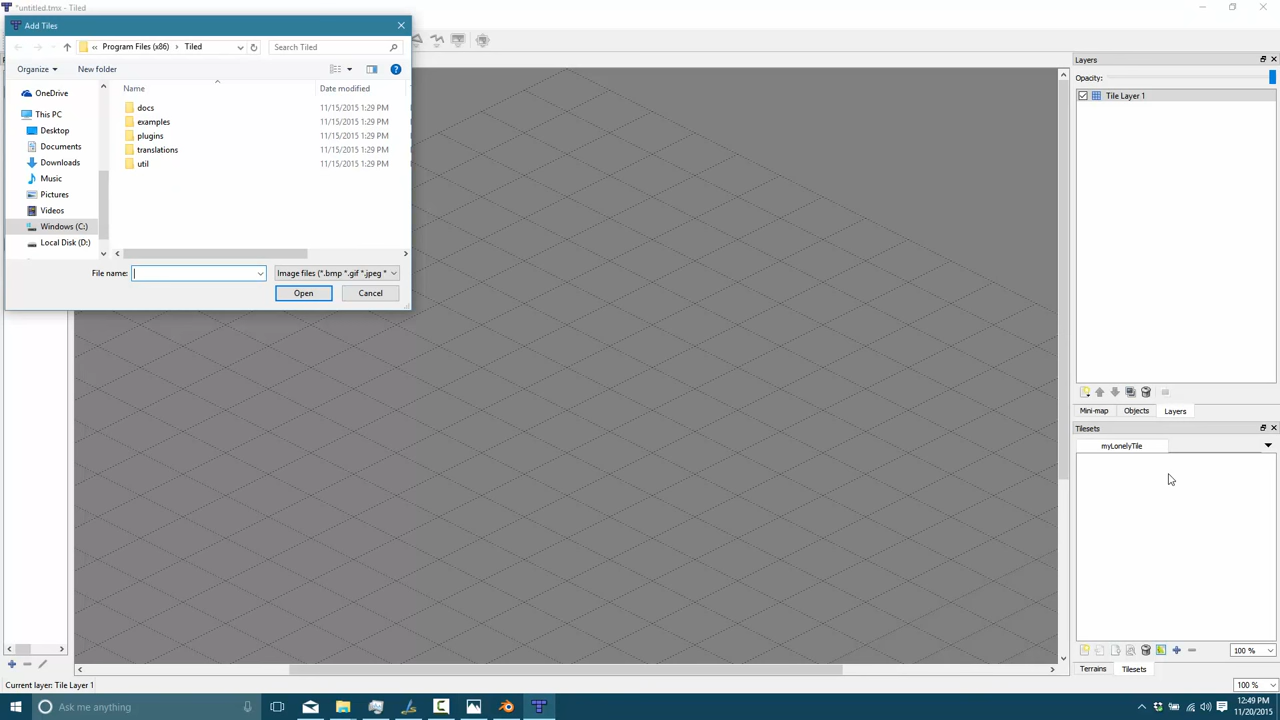 *untitled.tmx - Tiled
Add Tiles
« Program Files (x86) › Tiled
Search Tiled
Organize
New folder
Name
Date modified
OneDrive
This PC
Desktop
Documents
Downloads
Music
Pictures
Videos
Windows (C:)
Local Disk (D:)
docs 11/15/2015 1:29 PM
examples 11/15/2015 1:29 PM
plugins 11/15/2015 1:29 PM
translations 11/15/2015 1:29 PM
util 11/15/2015 1:29 PM
File name:
Image files (*.bmp *.gif *.jpeg *
Open
Cancel
Layers
Opacity:
Tile Layer 1
Mini-map
Objects
Layers
Tilesets
myLonelyTile
100 %
Terrains
Tilesets
Current layer: Tile Layer 1
100 %
Ask me anything
12:49 PM
11/20/2015